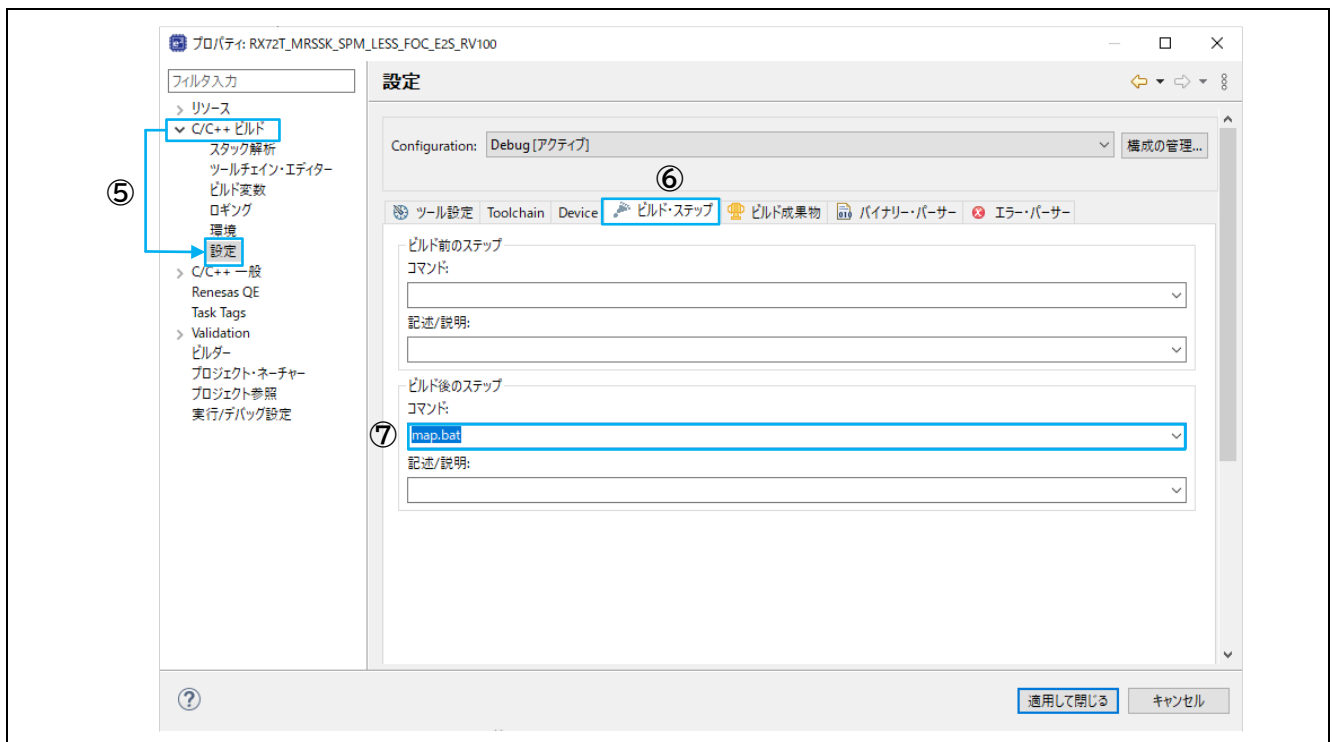 プロパティ: RX72T_MRSSK_SPM_LESS_FOC_E2S_RV100
フィルタ入力
設定
リソース
C/C++ ビルド
スタック解析
ツールチェイン・エディター
ビルド変数
ロギング
環境
設定
C/C++ 一般
Renesas QE
Task Tags
Validation
ビルダー
プロジェクト・ネーチャー
プロジェクト参照
実行/デバッグ設定
⑤
Configuration: Debug [アクティブ] 構成の管理...
⑥
ツール設定 Toolchain Device ビルド・ステップ ビルド成果物 バイナリー・パーサー エラー・パーサー
ビルド前のステップ
コマンド:
記述/説明:
ビルド後のステップ
コマンド:
⑦ map.bat
記述/説明:
適用して閉じる キャンセル